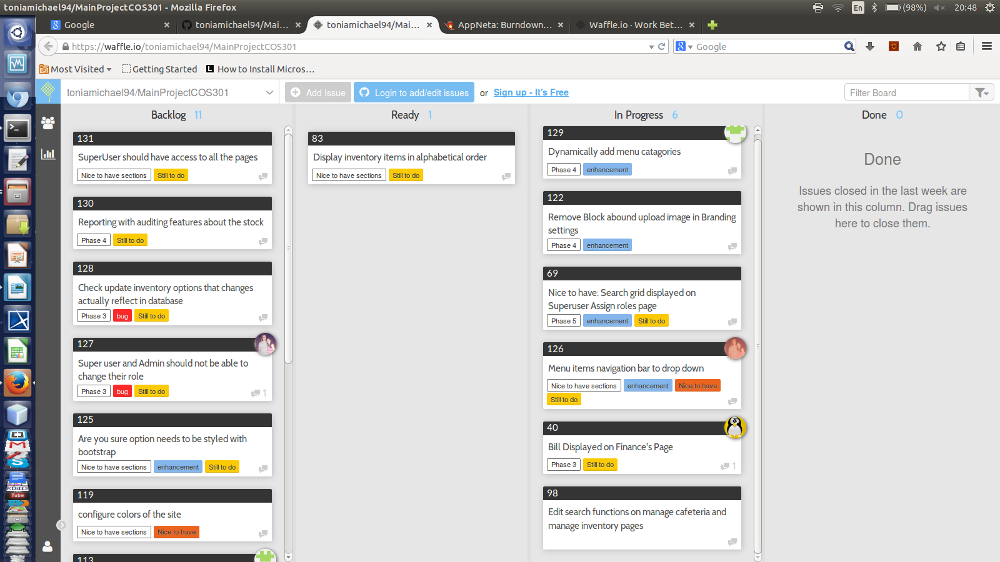 toniamichael94/MainProjectCOS301 - Mozilla Firefox
En
(98%)
20:48
Google
toniamichael94/Mai...
toniamichael94/Mai...
AppNeta: Burndown...
Waffle.io · Work Bet...
https://waffle.io/toniamichael94/MainProjectCOS301
Google
Most Visited
Getting Started
How to Install Micros...
toniamichael94/MainProjectCOS301
Add Issue
Login to add/edit issues
or
Sign up - It's Free
Filter Board
Backlog 11
131
SuperUser should have access to all the pages
Nice to have sections
Still to do
130
Reporting with auditing features about the stock
Phase 4
Still to do
128
Check update inventory options that changes
actually reflect in database
Phase 3
bug
Still to do
127
Super user and Admin should not be able to
change their role
Phase 3
bug
Still to do
1
125
Are you sure option needs to be styled with
bootstrap
Nice to have sections
enhancement
Still to do
119
configure colors of the site
Nice to have sections
Nice to have
113
Ready 1
83
Display inventory items in alphabetical order
Nice to have sections
Still to do
In Progress 6
129
Dynamically add menu catagories
Phase 4
enhancement
122
Remove Block abound upload image in Branding
settings
Phase 4
enhancement
69
Nice to have: Search grid displayed on
Superuser Assign roles page
Phase 5
enhancement
Still to do
126
Menu items navigation bar to drop down
Nice to have sections
enhancement
Nice to have
Still to do
40
Bill Displayed on Finance's Page
Phase 3
Still to do
1
98
Edit search functions on manage cafeteria and
manage inventory pages
Done 0
Done
Issues closed in the last week are
shown in this column. Drag issues
here to close them.
KDiff3
Tube